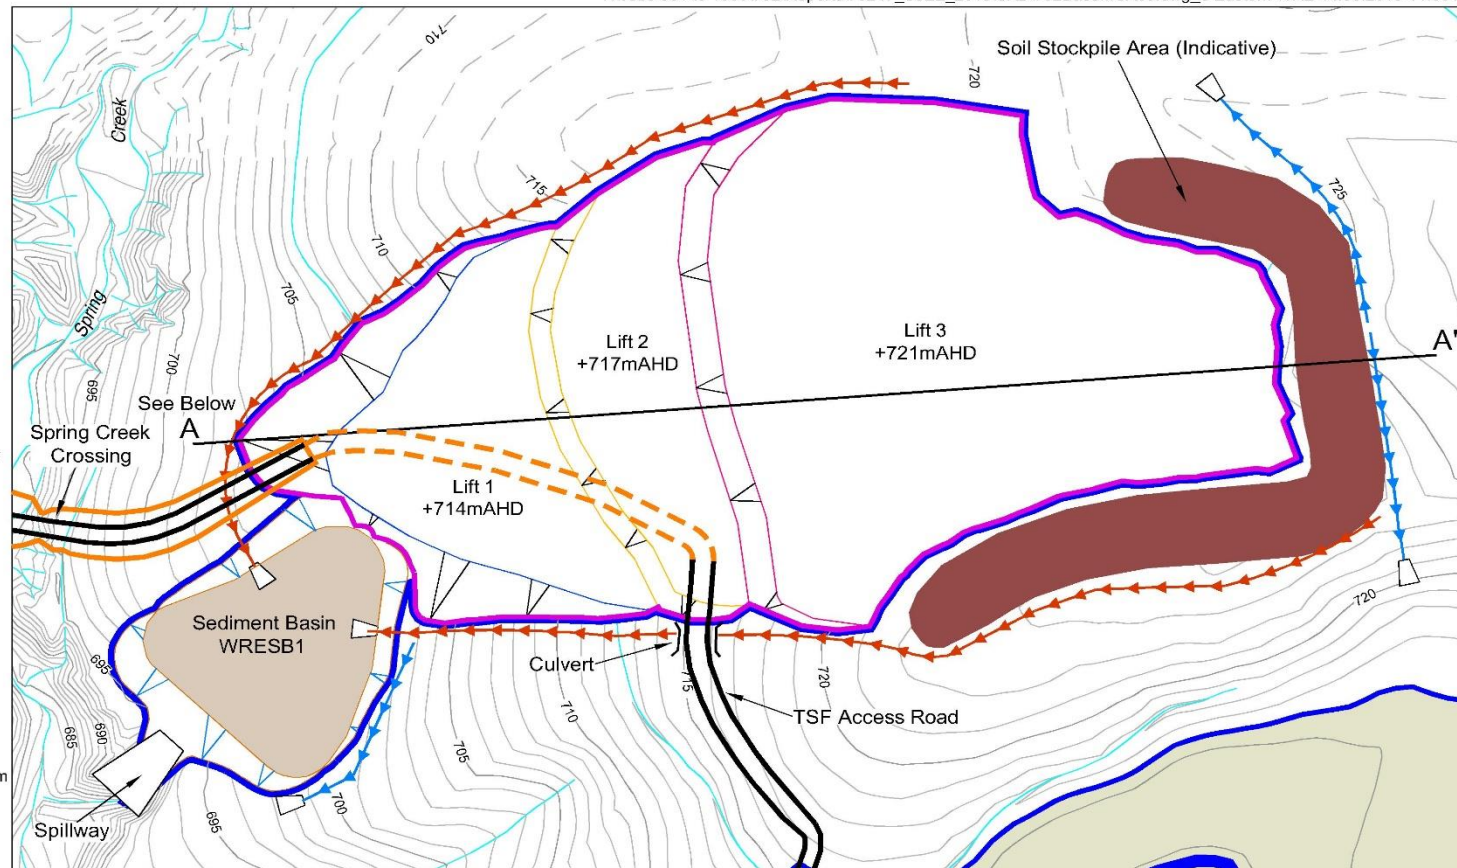 710
Soil Stockpile Area (Indicative)
720
Creek
715
725
710
705
Spring
Lift 2
+717mAHD
Lift 3
+721mAHD
A'
700
695
See Below
A
Spring Creek
Crossing
Lift 1
+714mAHD
720
Sediment Basin
WRESB1
Culvert
695
715
720
TSF Access Road
710
685
690
705
m
700
695
Spillway